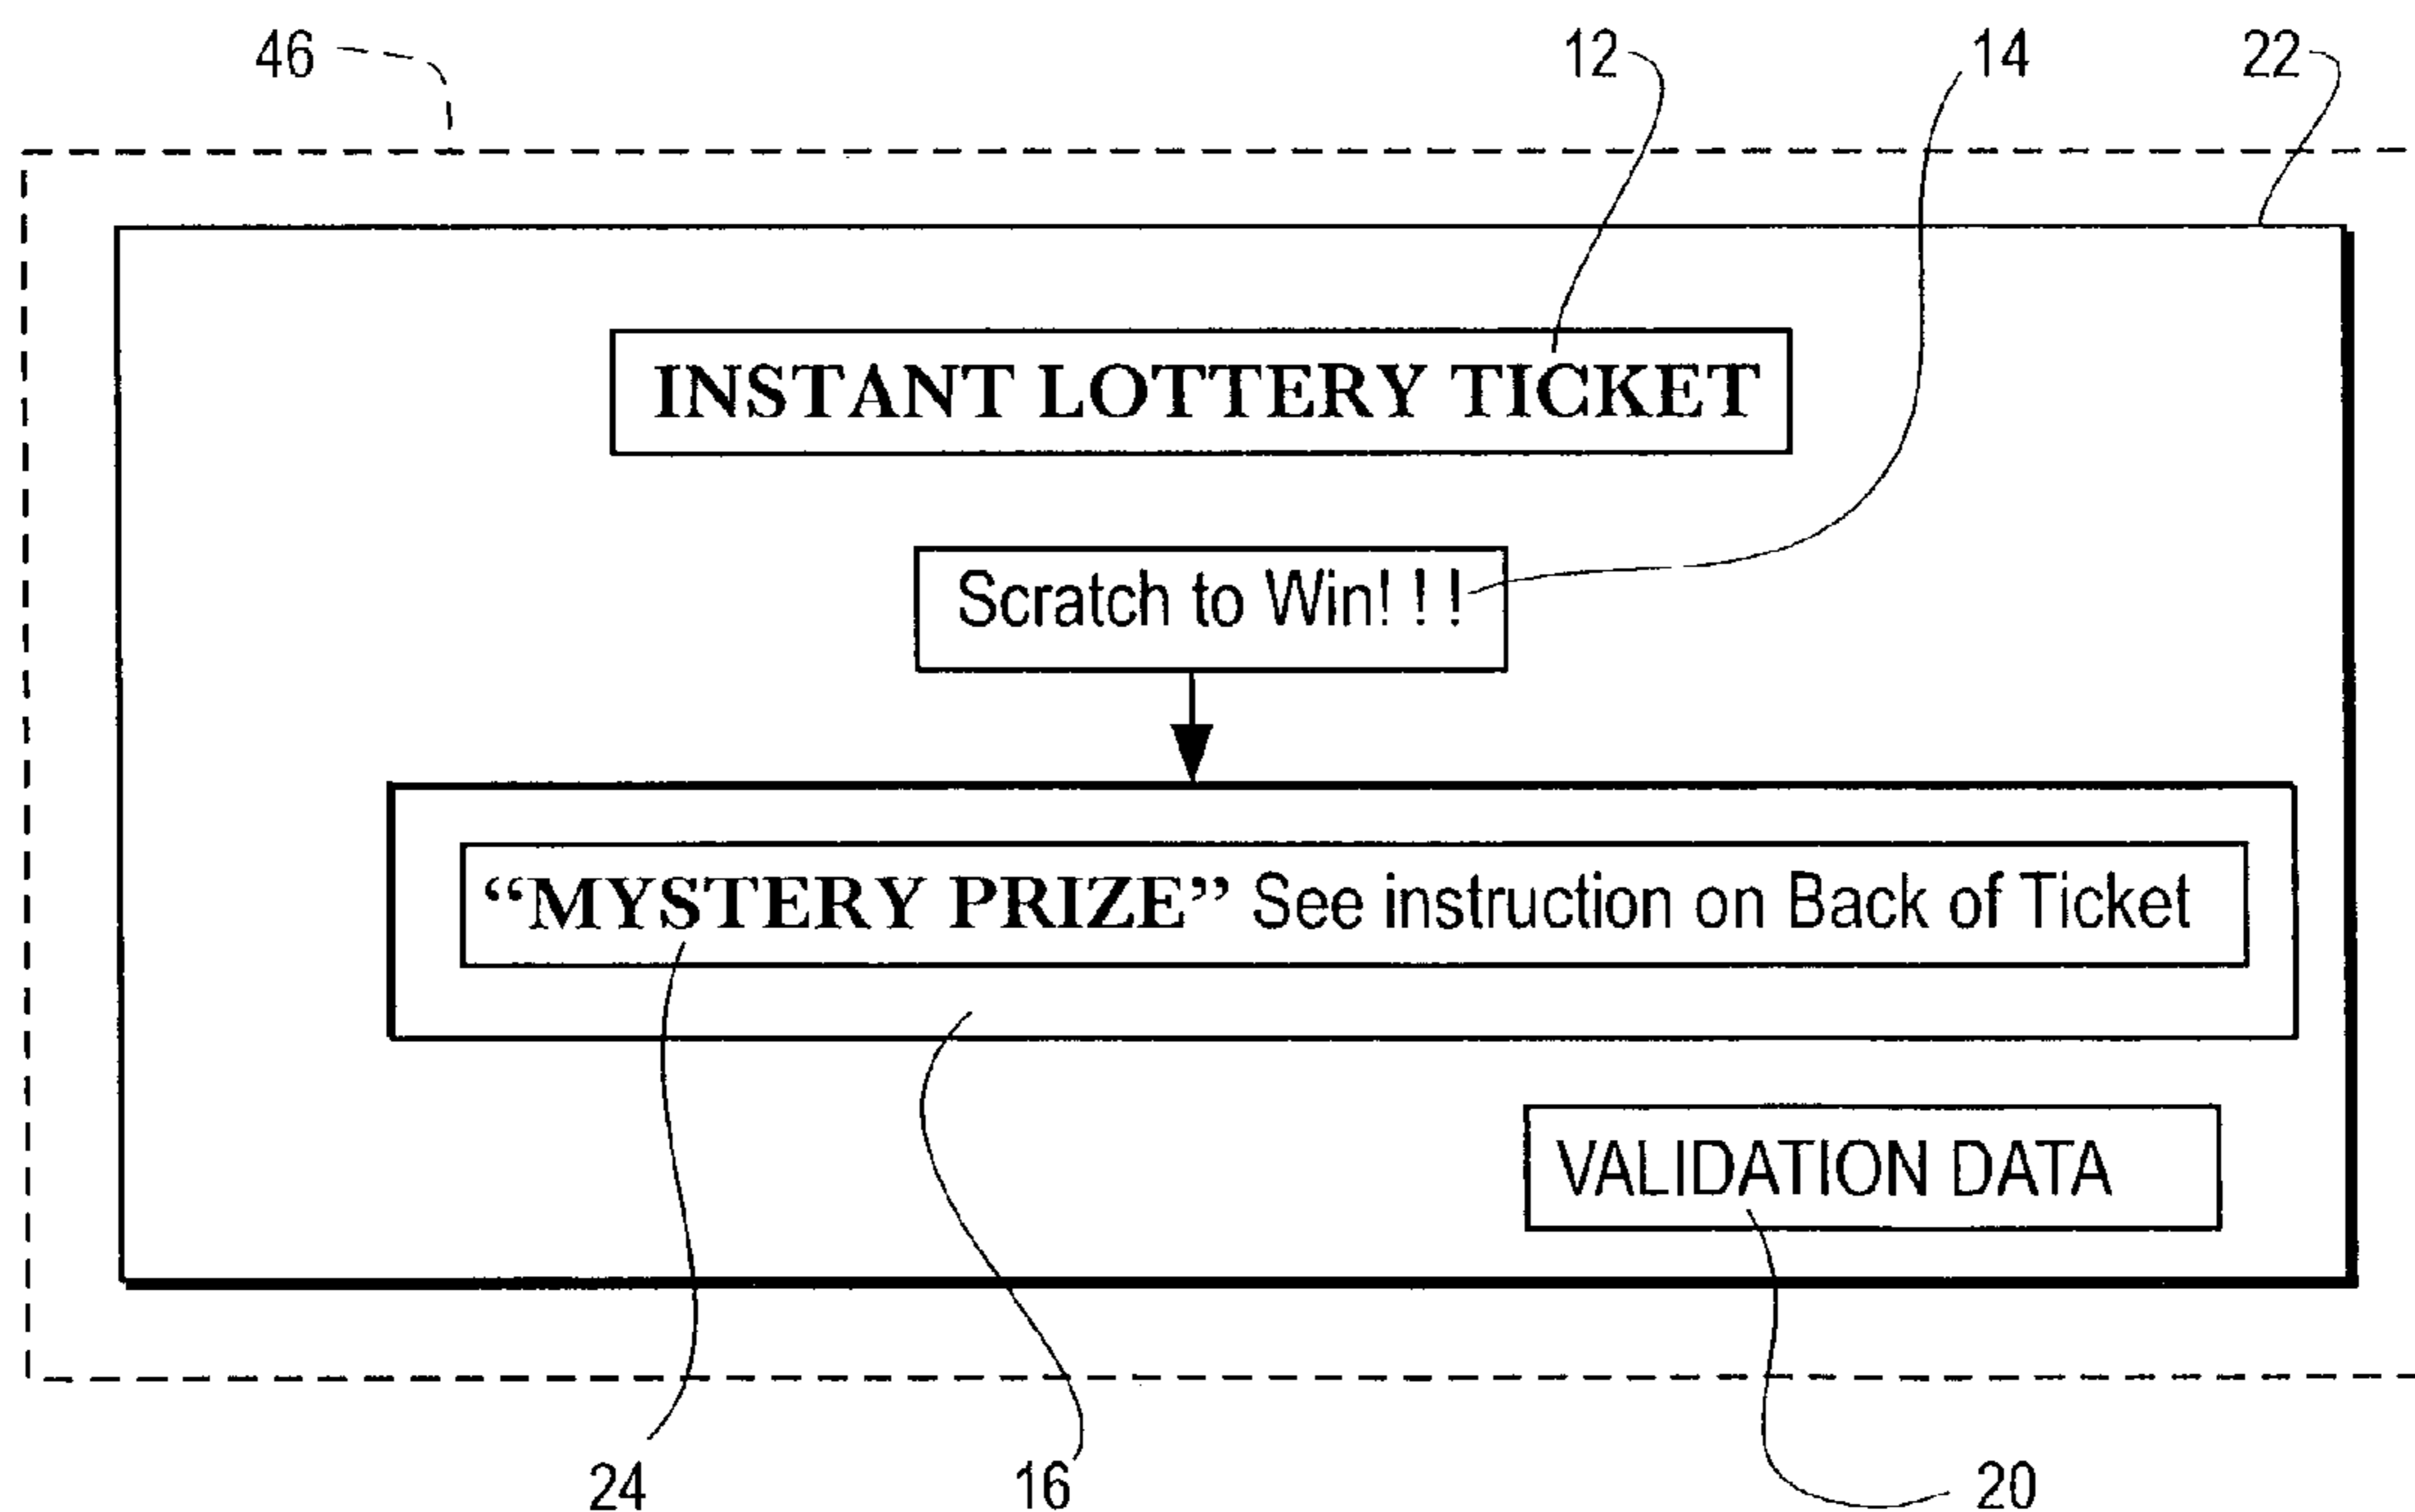 46 12 14 22
INSTANT LOTTERY TICKET
Scratch to Win! ! !
“MYSTERY PRIZE” See instruction on Back of Ticket
VALIDATION DATA
24 16 20